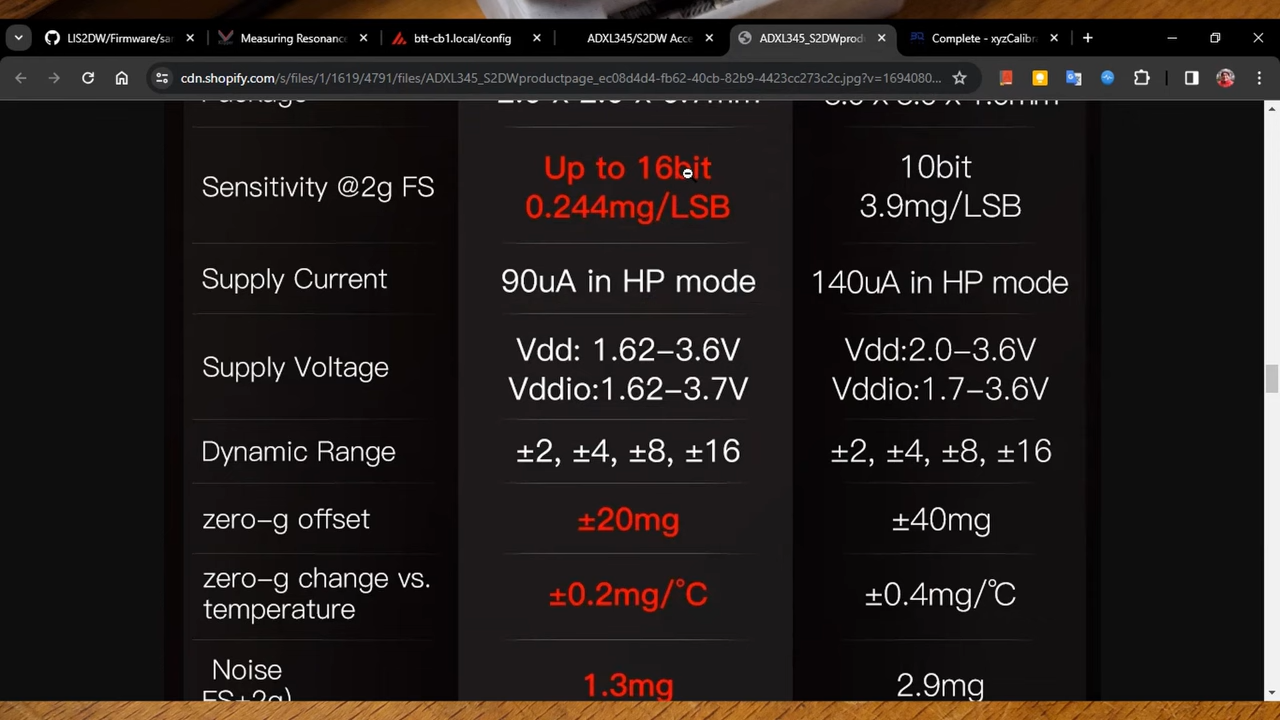 LIS2DW/Firmware/sar
Measuring Resonance
btt-cb1.local/config
ADXL345/S2DW Acce
ADXL345_S2DWprod
Complete - xyzCalibr
cdn.shopify.com/s/files/1/1619/4791/files/ADXL345_S2DWproductpage_ec08d4d4-fb62-40cb-82b9-4423cc273c2c.jpg?v=1694080...
Package
Sensitivity @2g FS
Up to 16bit
0.244mg/LSB
10bit
3.9mg/LSB
Supply Current
90uA in HP mode
140uA in HP mode
Supply Voltage
Vdd: 1.62-3.6V
Vddio:1.62-3.7V
Vdd:2.0-3.6V
Vddio:1.7-3.6V
Dynamic Range
±2, ±4, ±8, ±16
±2, ±4, ±8, ±16
zero-g offset
±20mg
±40mg
zero-g change vs.
temperature
±0.2mg/°C
±0.4mg/°C
Noise
1.3mg
2.9mg